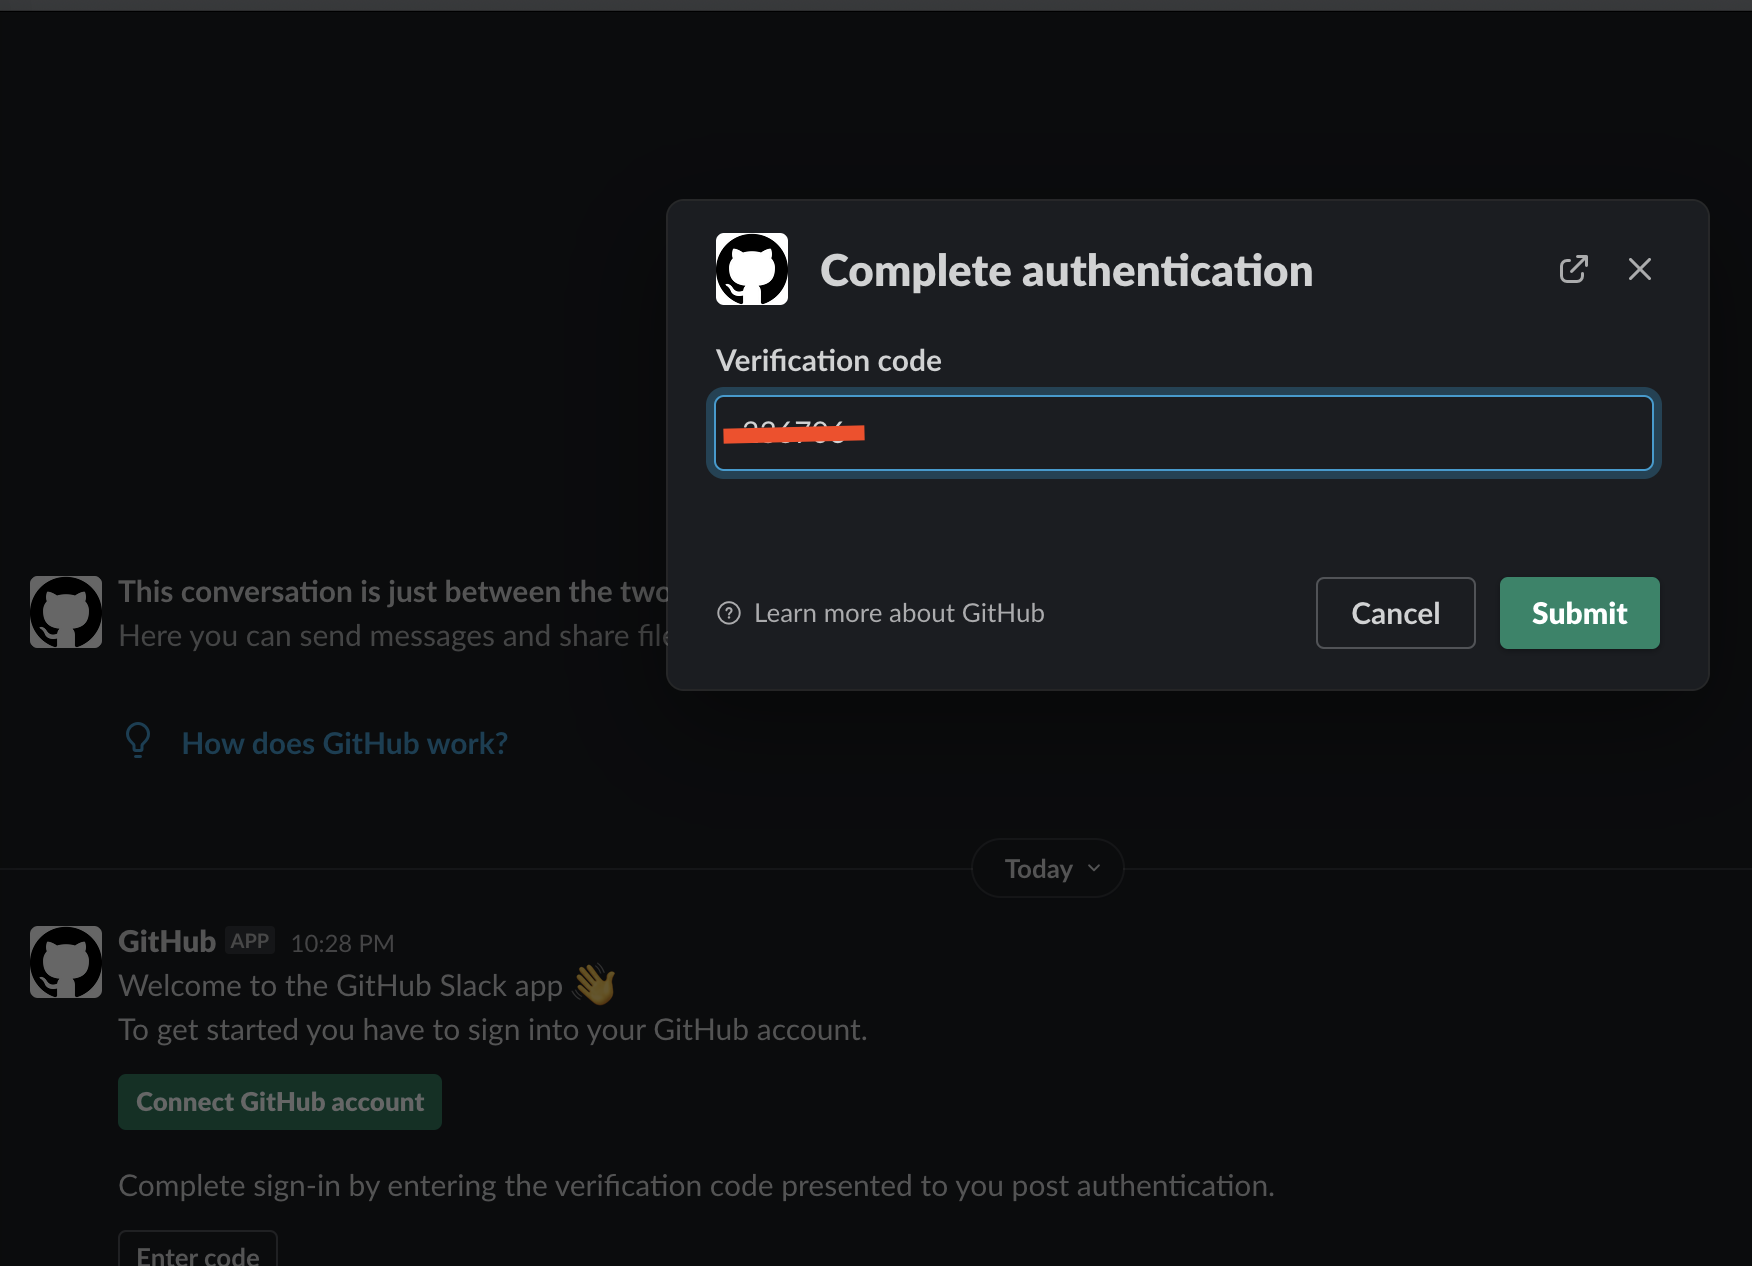 Complete authentication
Verification code
Learn more about GitHub
Cancel
Submit
This conversation is just between the two
Here you can send messages and share file
How does GitHub work?
Today
GitHub APP 10:28 PM
Welcome to the GitHub Slack app 👋
To get started you have to sign into your GitHub account.
Connect GitHub account
Complete sign-in by entering the verification code presented to you post authentication.
Enter code